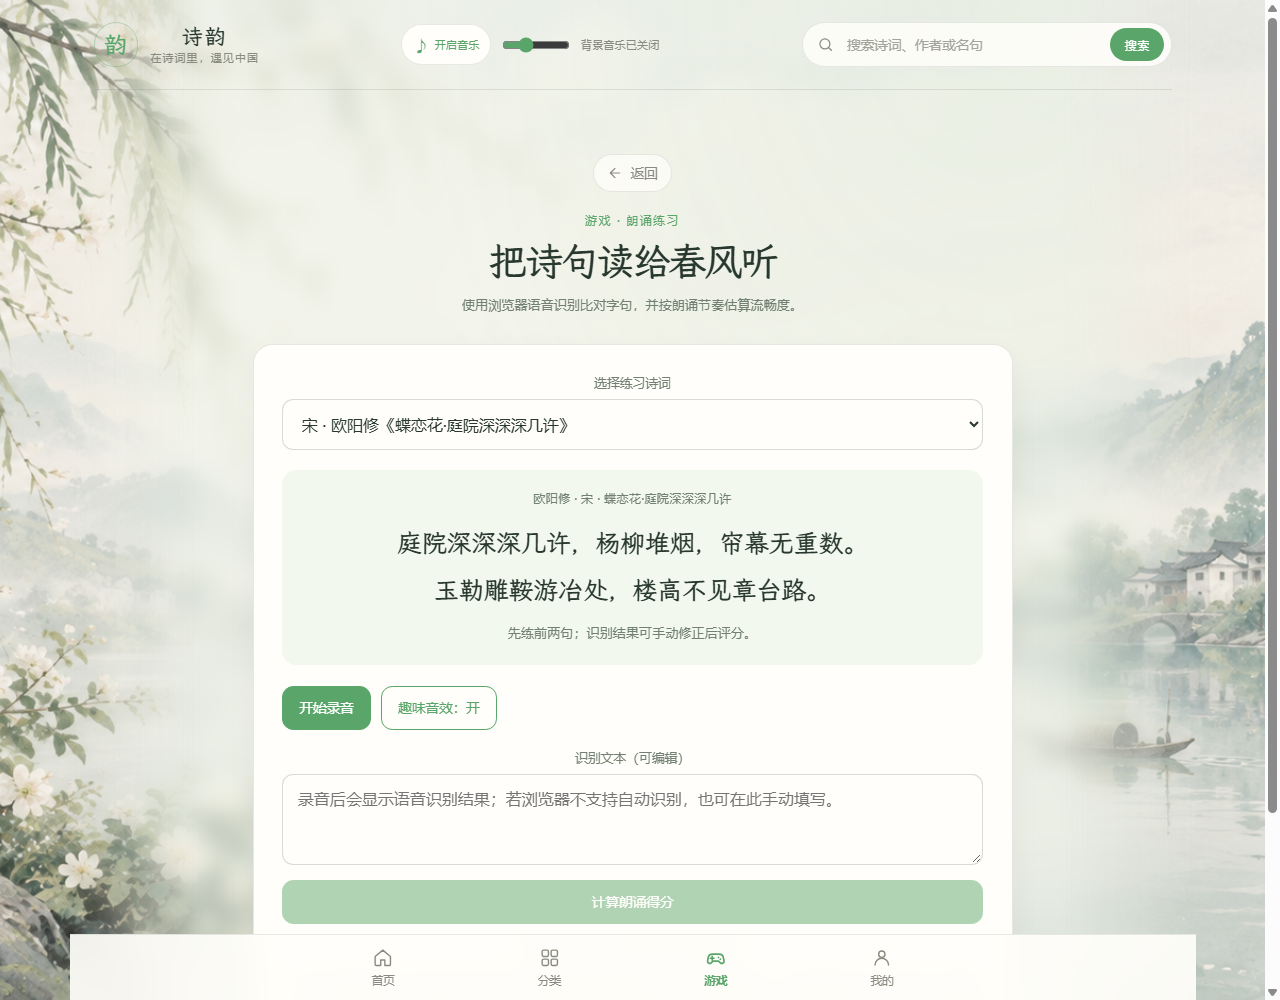 韵
诗韵
在诗词里，遇见中国
开启音乐
背景音乐已关闭
搜索诗词、作者或名句
搜索
返回
游戏 · 朗诵练习
把诗句读给春风听
使用浏览器语音识别比对字句，并按朗诵节奏估算流畅度。
选择练习诗词
宋 · 欧阳修《蝶恋花·庭院深深深几许》
欧阳修 · 宋 · 蝶恋花·庭院深深深几许
庭院深深深几许，杨柳堆烟，帘幕无重数。
玉勒雕鞍游冶处，楼高不见章台路。
先练前两句；识别结果可手动修正后评分。
开始录音
趣味音效：开
识别文本（可编辑）
录音后会显示语音识别结果；若浏览器不支持自动识别，也可在此手动填写。
计算朗诵得分
首页
分类
游戏
我的